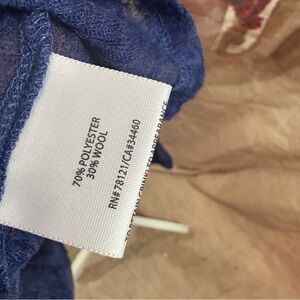 70% POLYESTER
30% WOOL
RN# 78121/CA#34460